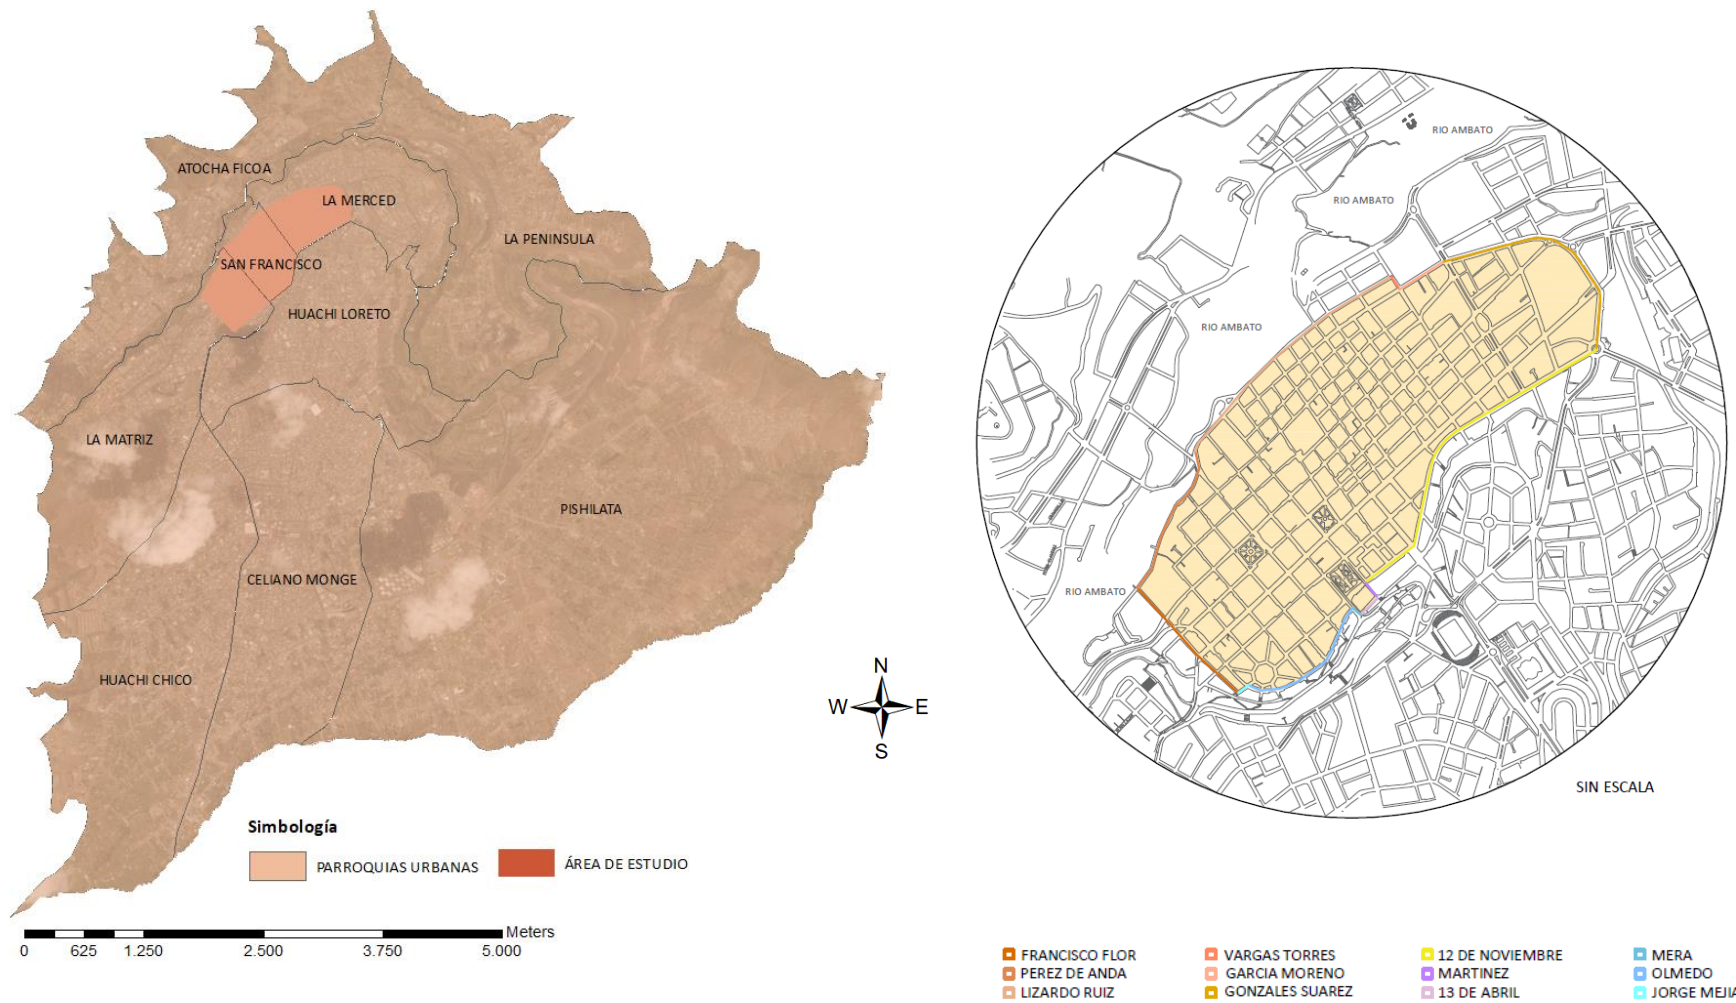 ATOCHA FICOA
LA MERCED
LA PENINSULA
SAN FRANCISCO
HUACHI LORETO
LA MATRIZ
PISHILATA
CELIANO MONGE
HUACHI CHICO
N
W E
S
Simbología
PARROQUIAS URBANAS
ÁREA DE ESTUDIO
Meters
0 625 1.250 2.500 3.750 5.000
RIO AMBATO
RIO AMBATO
RIO AMBATO
RIO AMBATO
SIN ESCALA
FRANCISCO FLOR
PEREZ DE ANDA
LIZARDO RUIZ
VARGAS TORRES
GARCIA MORENO
GONZALES SUAREZ
12 DE NOVIEMBRE
MARTINEZ
13 DE ABRIL
MERA
OLMEDO
JORGE MEJIA